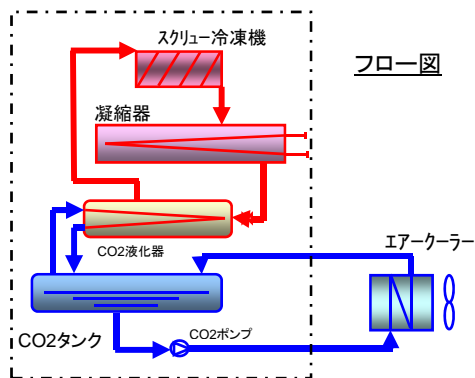 スクリュー冷凍機
フロー図
凝縮器
エアークーラー
CO2液化器
CO2タンク
CO2ポンプ